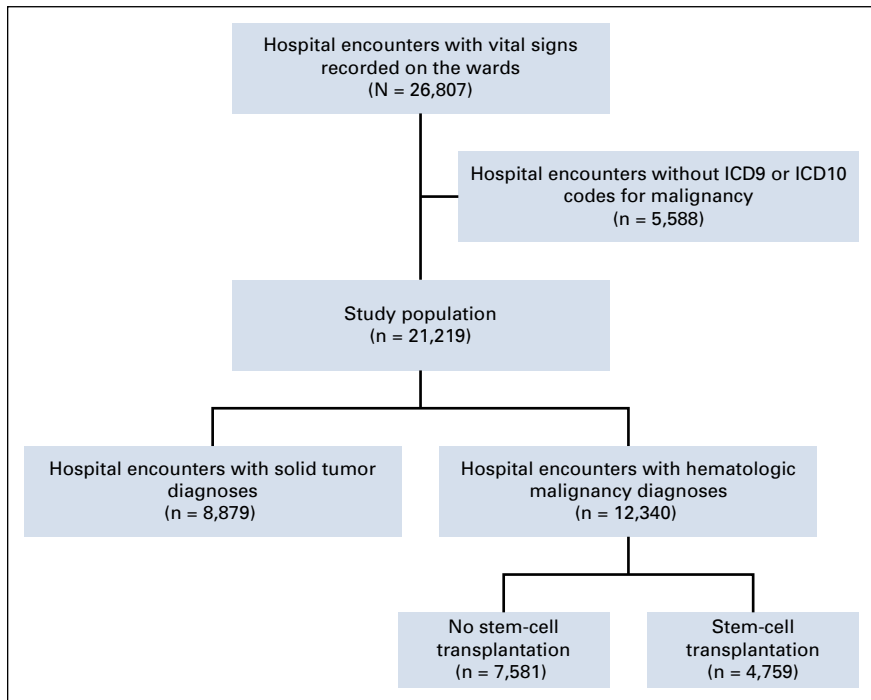 Hospital encounters with vital signs
recorded on the wards
(N = 26,807)
Hospital encounters without ICD9 or ICD10
codes for malignancy
(n = 5,588)
Study population
(n = 21,219)
Hospital encounters with solid tumor
diagnoses
(n = 8,879)
Hospital encounters with hematologic
malignancy diagnoses
(n = 12,340)
No stem-cell
transplantation
(n = 7,581)
Stem-cell
transplantation
(n = 4,759)